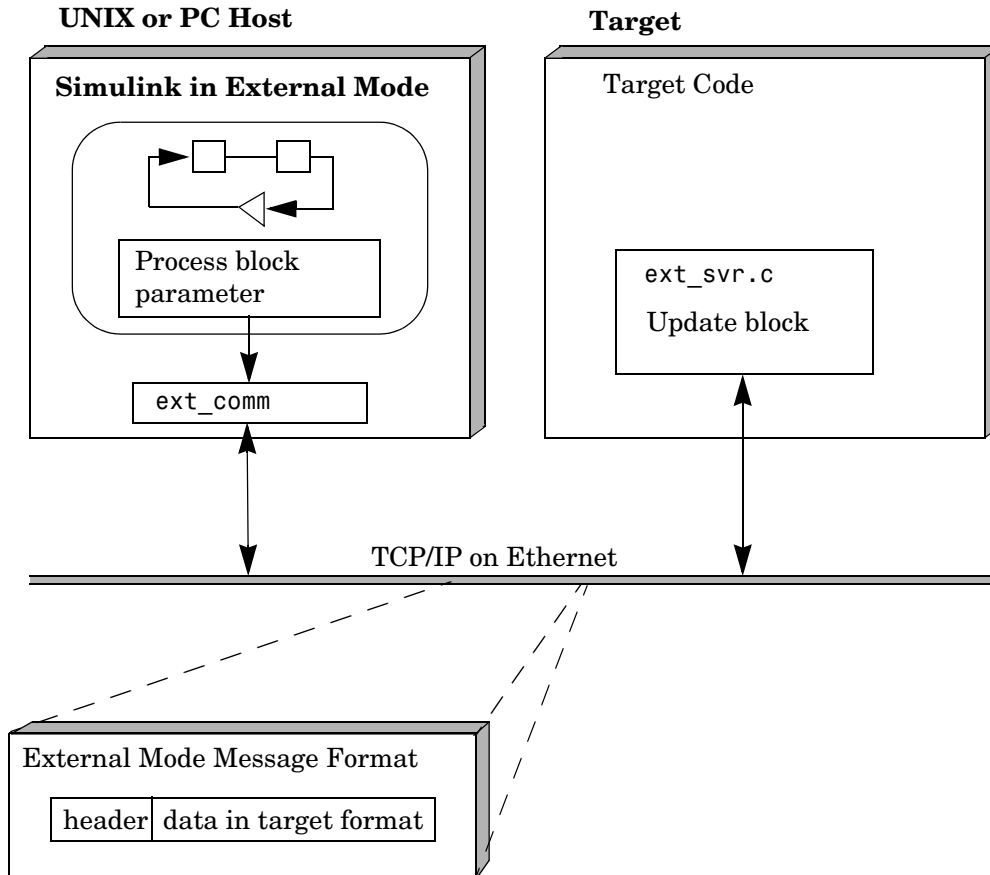 UNIX or PC Host
Target
Simulink in External Mode
Target Code
Process block
parameter
ext_svr.c
Update block
ext_comm
TCP/IP on Ethernet
External Mode Message Format
header data in target format